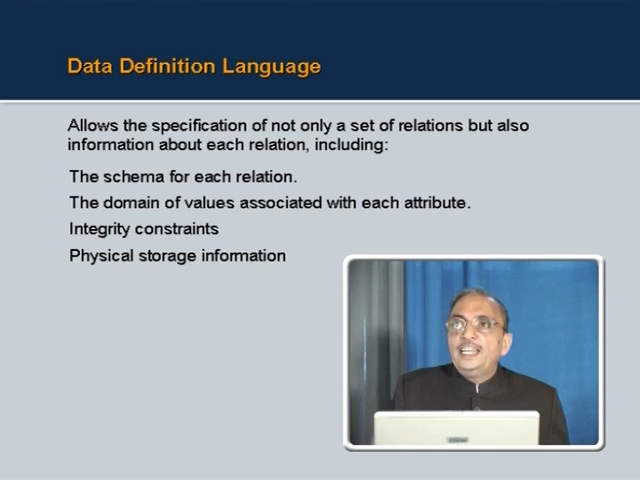 Data Definition Language
Allows the specification of not only a set of relations but also
information about each relation, including:
The schema for each relation.
The domain of values associated with each attribute.
Integrity constraints
Physical storage information